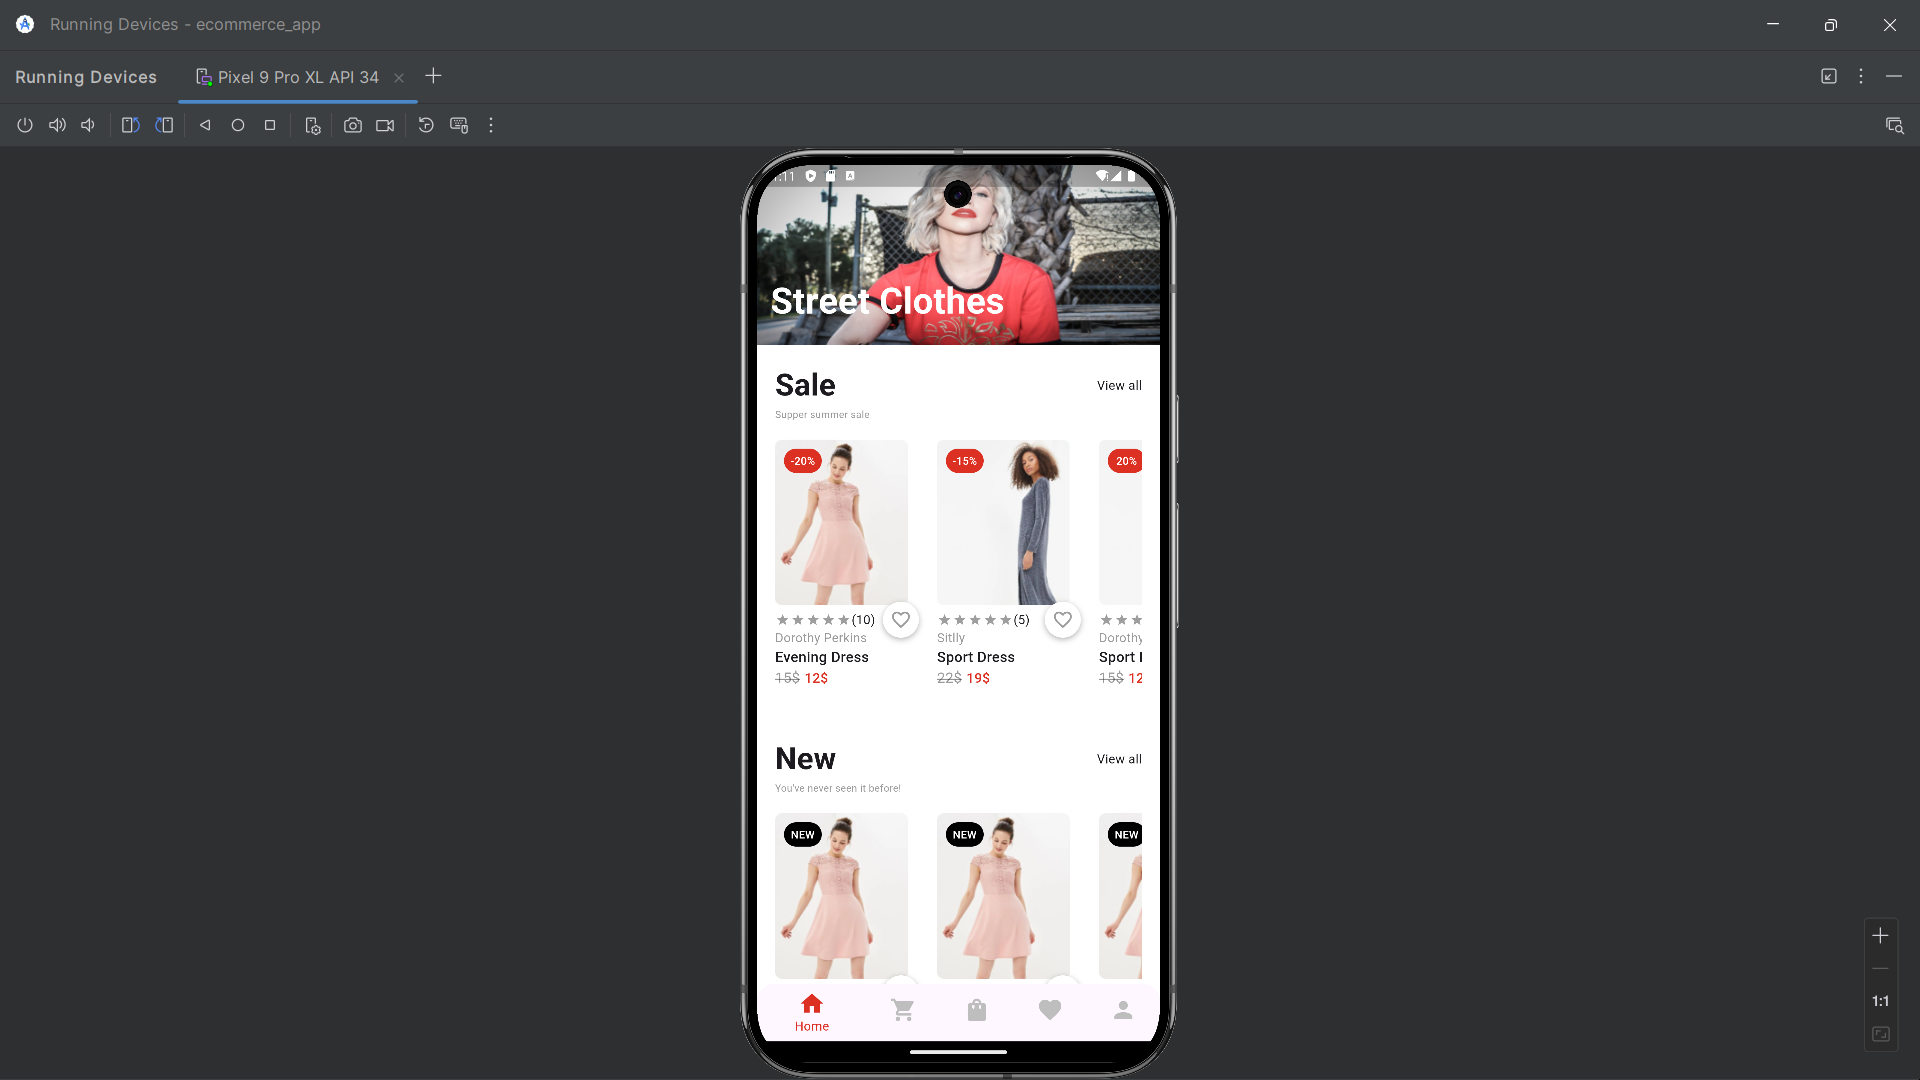 Running Devices - ecommerce_app
Running Devices
Pixel 9 Pro XL API 34
:11
Street Clothes
Sale
View all
Supper summer sale
-20%
-15%
20%
(10)
(5)
Dorothy Perkins
Sitlly
Dorothy
Evening Dress
Sport Dress
Sport
15$ 12$
22$ 19$
15$ 12
New
View all
You've never seen it before!
NEW
NEW
NEW
Home
1:1